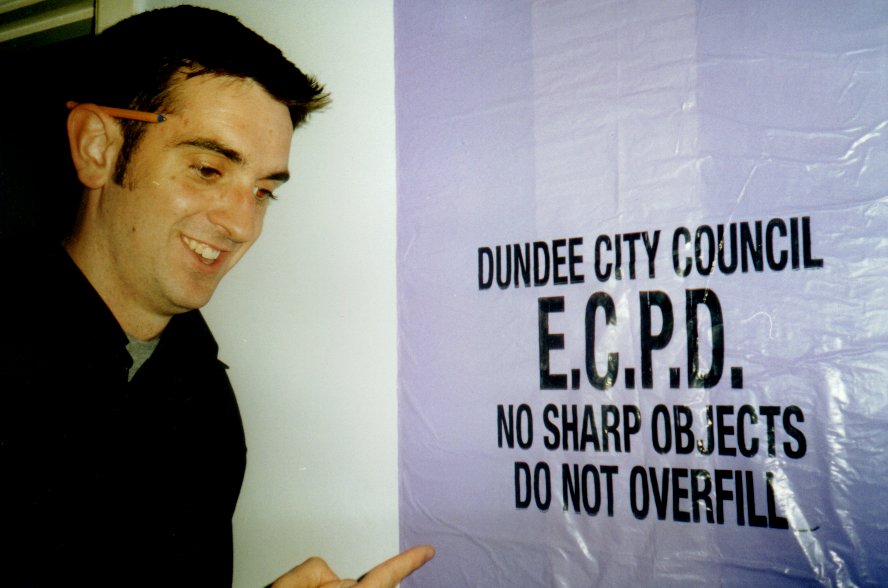 DUNDEE CITY COUNCIL
E.C.P.D.
NO SHARP OBJECTS
DO NOT OVERFILL